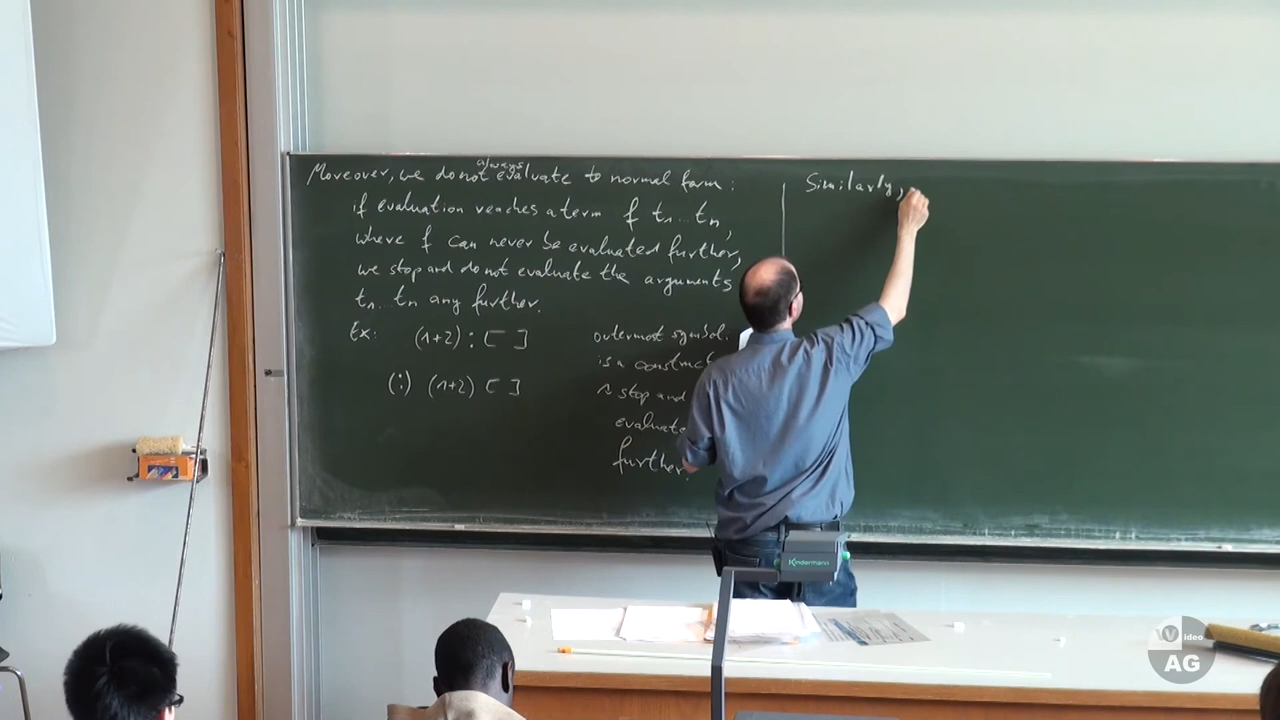 Moreover, we do not always evaluate to normal form:
if evaluation reaches a term f t₁...tₙ,
where f can never be evaluated further,
we stop and do not evaluate the arguments
t₁...tₙ any further.
Ex: (1+2) : [ ]
(:) (1+2) [ ]
outermost symbol
is a construc
↷ stop and
evaluate
further.
Similarly,
Kindermann
Video
AG